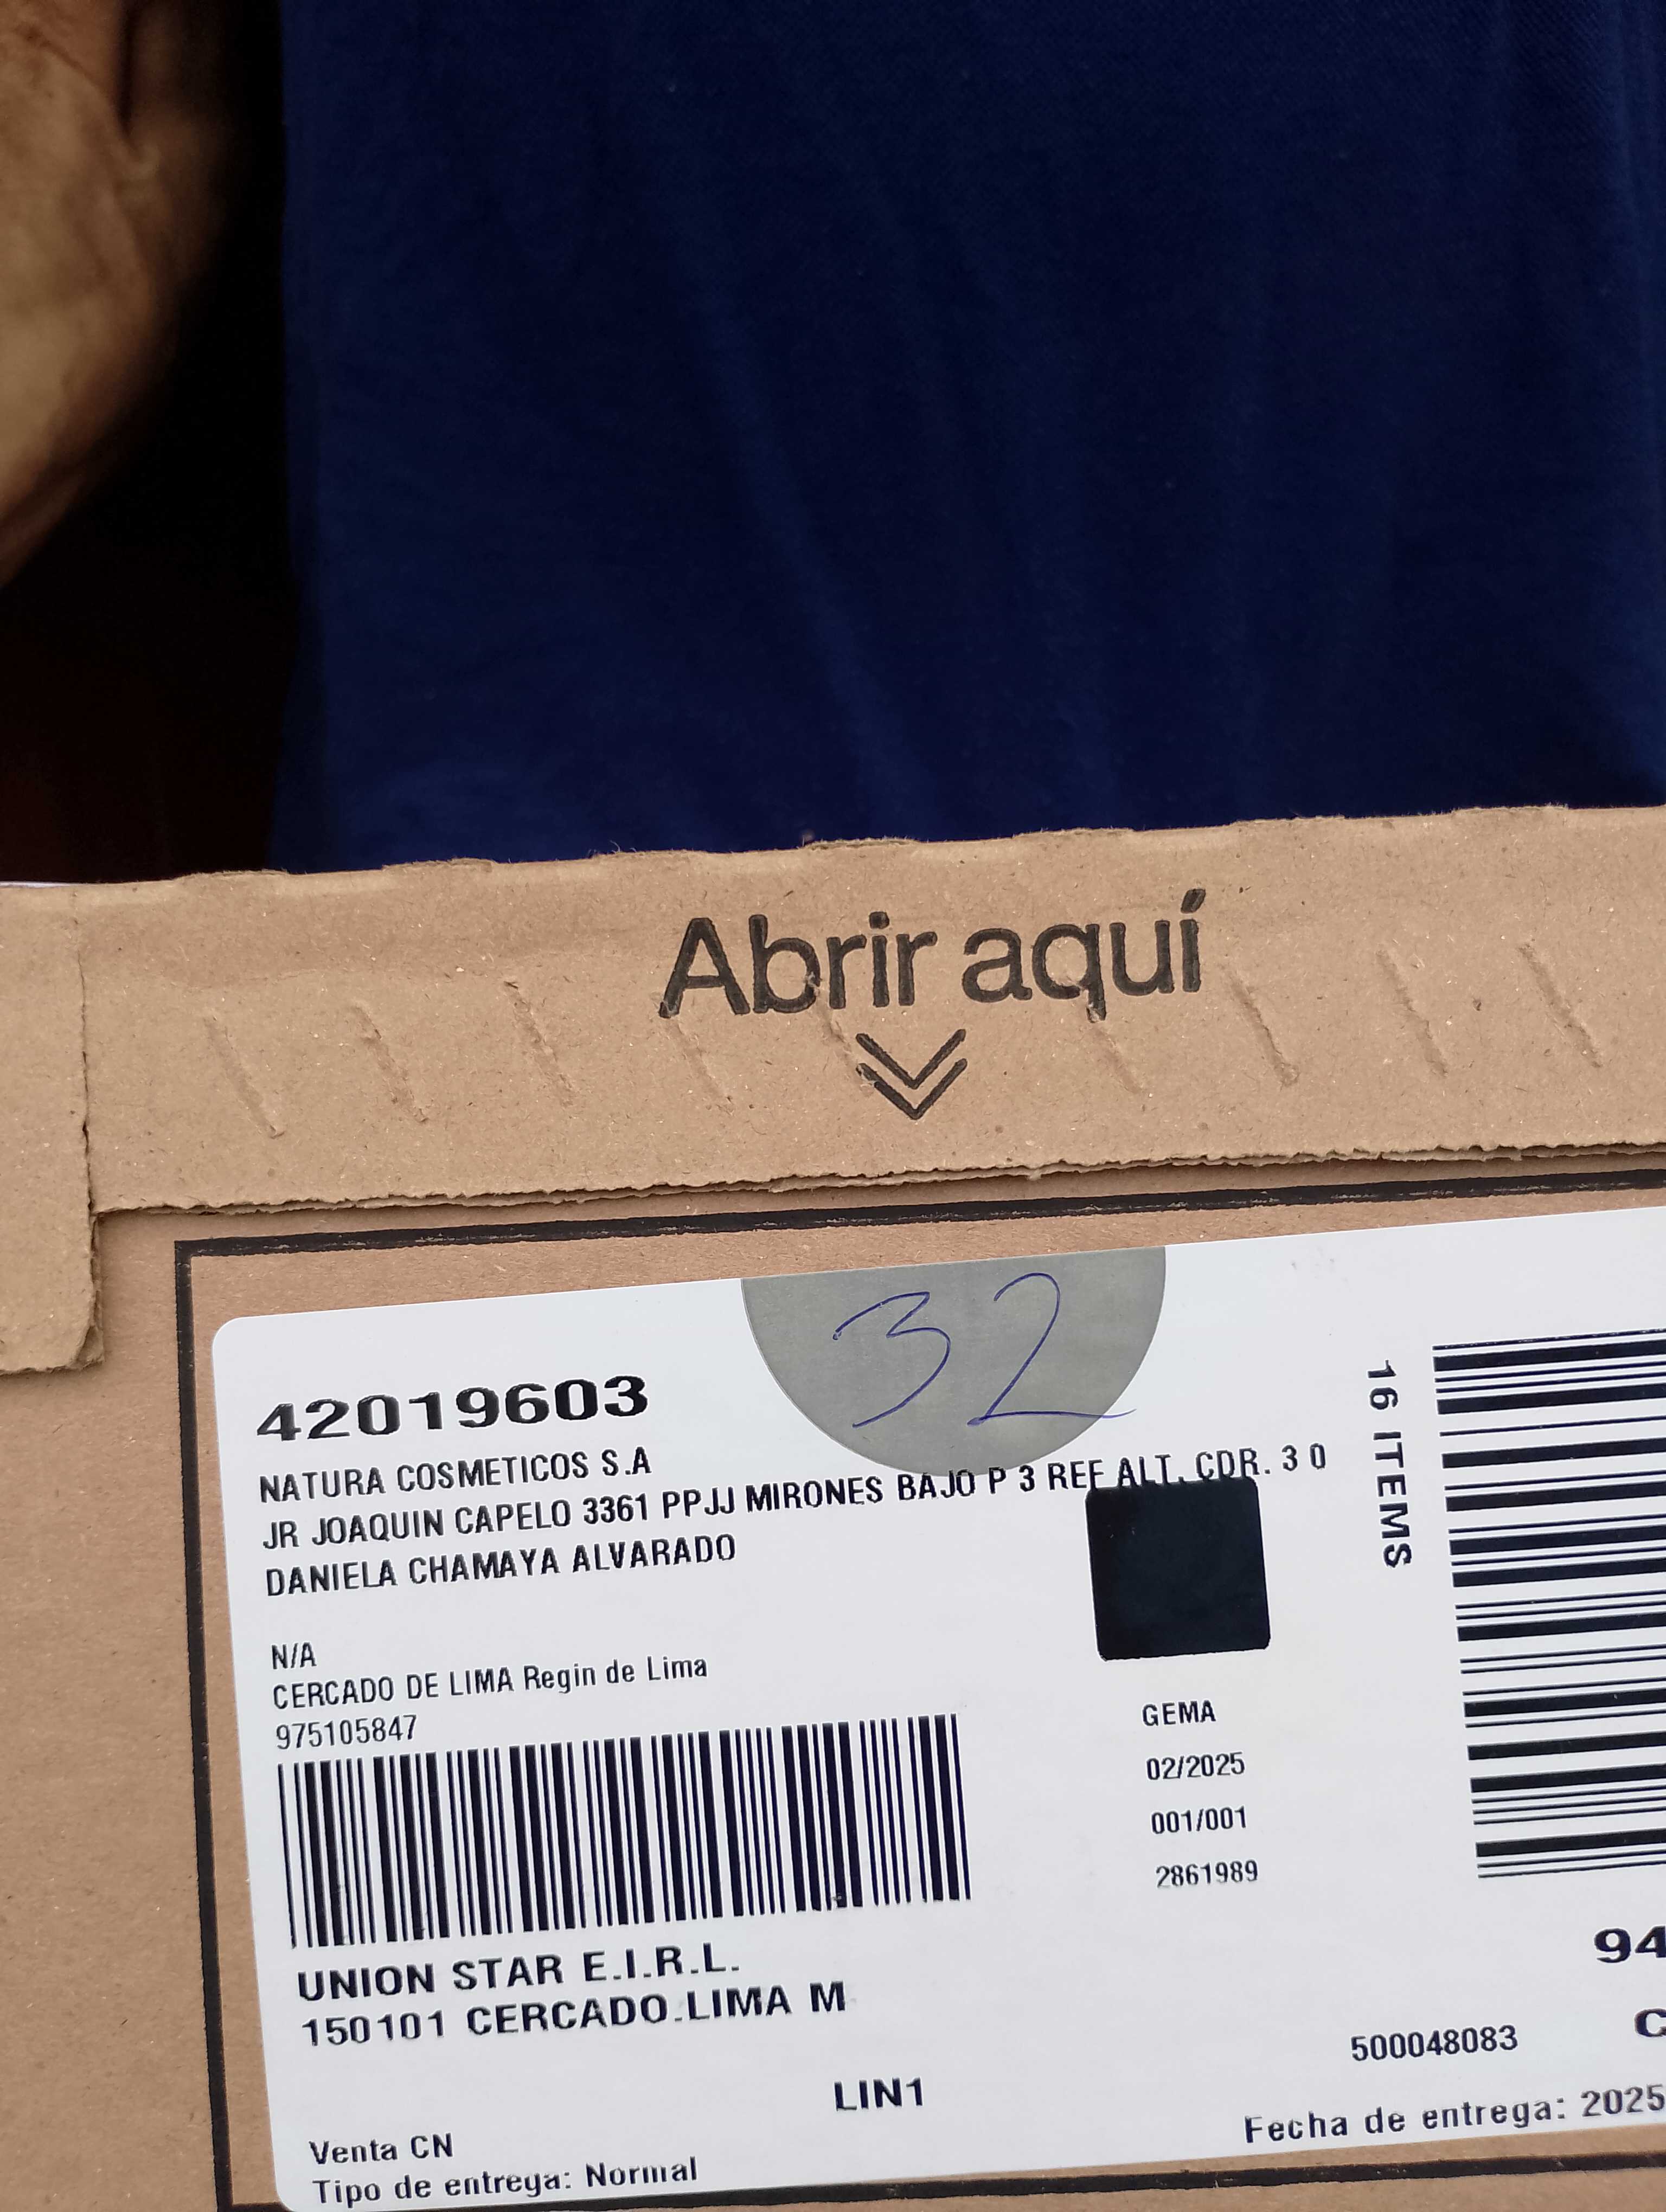 Abrir aquí
32
42019603
NATURA COSMETICOS S.A
JR JOAQUIN CAPELO 3361 PPJJ MIRONES BAJO P 3 REF ALT. CDR. 3 0
DANIELA CHAMAYA ALVARADO
N/A
CERCADO DE LIMA Regin de Lima
975105847
16 ITEMS
GEMA
02/2025
001/001
2861989
UNION STAR E.I.R.L.
150101 CERCADO.LIMA M
94
C
500048083
LIN1
Fecha de entrega: 2025
Venta CN
Tipo de entrega: Normal